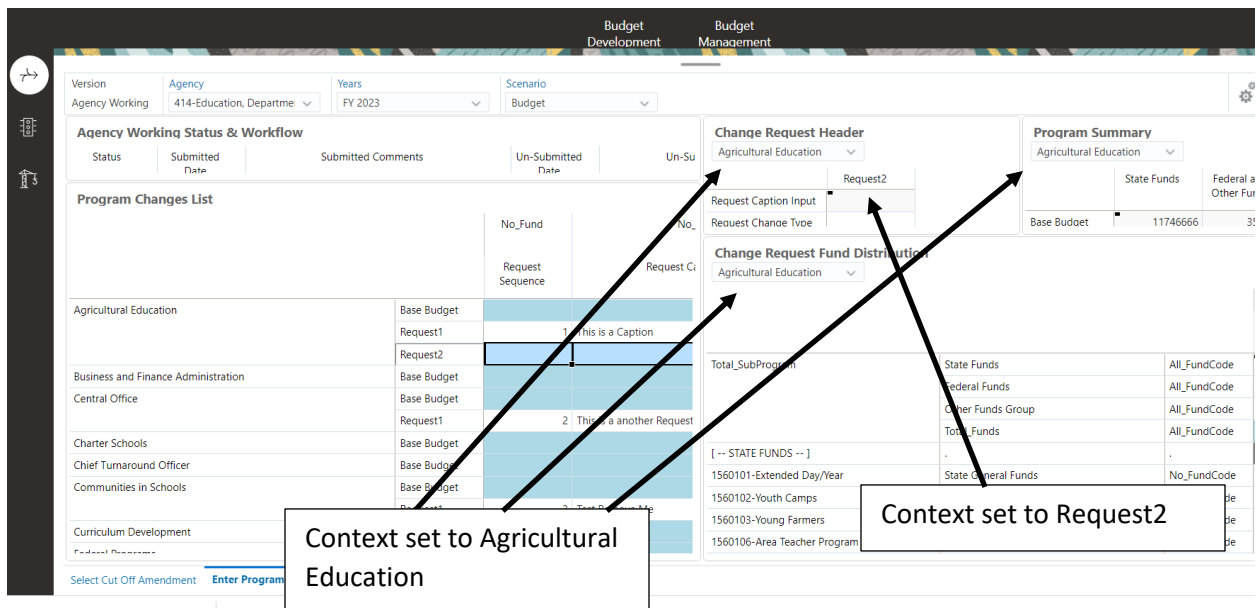 Budget Development
Budget Management
Version
Agency Working
Agency
414-Education, Departme
Years
FY 2023
Scenario
Budget
Agency Working Status & Workflow
Status
Submitted Date
Submitted Comments
Un-Submitted Date
Un-Su
Program Changes List
No_Fund
No_
Request Sequence
Request Ca
Agricultural Education
Base Budget
Request1
1
This is a Caption
Request2
Business and Finance Administration
Base Budget
Central Office
Base Budget
Request1
2
This is a another Request
Charter Schools
Base Budget
Chief Turnaround Officer
Base Budget
Communities in Schools
Base Budget
Curriculum Development
Change Request Header
Agricultural Education
Request2
Request Caption Input
Request Change Type
Program Summary
Agricultural Education
State Funds
Federal a
Other Fur
Base Budget
11746666
35
Change Request Fund Distribution
Agricultural Education
Total_SubProgram
State Funds
All_FundCode
Federal Funds
All_FundCode
Other Funds Group
All_FundCode
Total_Funds
All_FundCode
[ -- STATE FUNDS -- ]
.
.
1560101-Extended Day/Year
State General Funds
No_FundCode
1560102-Youth Camps
de
1560103-Young Farmers
de
1560106-Area Teacher Program
de
Context set to Agricultural
Education
Context set to Request2
Select Cut Off Amendment
Enter Program